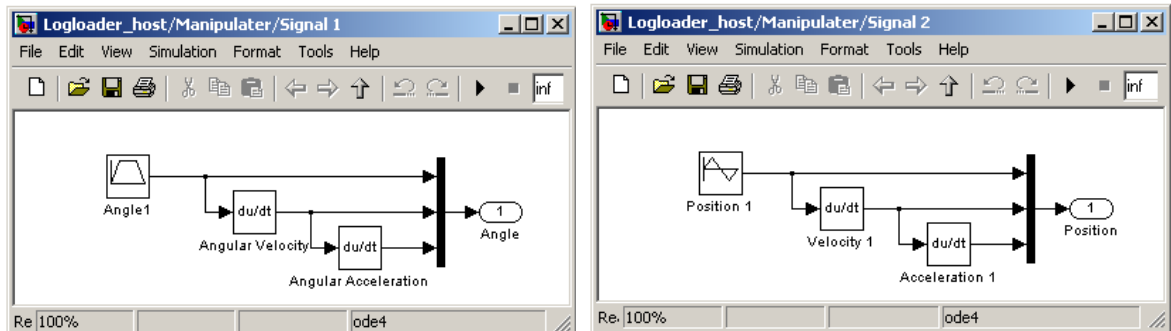 Logloader_host/Manipulater/Signal 1
File Edit View Simulation Format Tools Help
inf
Angle1
du/dt
Angular Velocity
du/dt
Angular Acceleration
1
Angle
Re 100% ode4
Logloader_host/Manipulater/Signal 2
File Edit View Simulation Format Tools Help
inf
Position 1
du/dt
Velocity 1
du/dt
Acceleration 1
1
Position
Re. 100% ode4